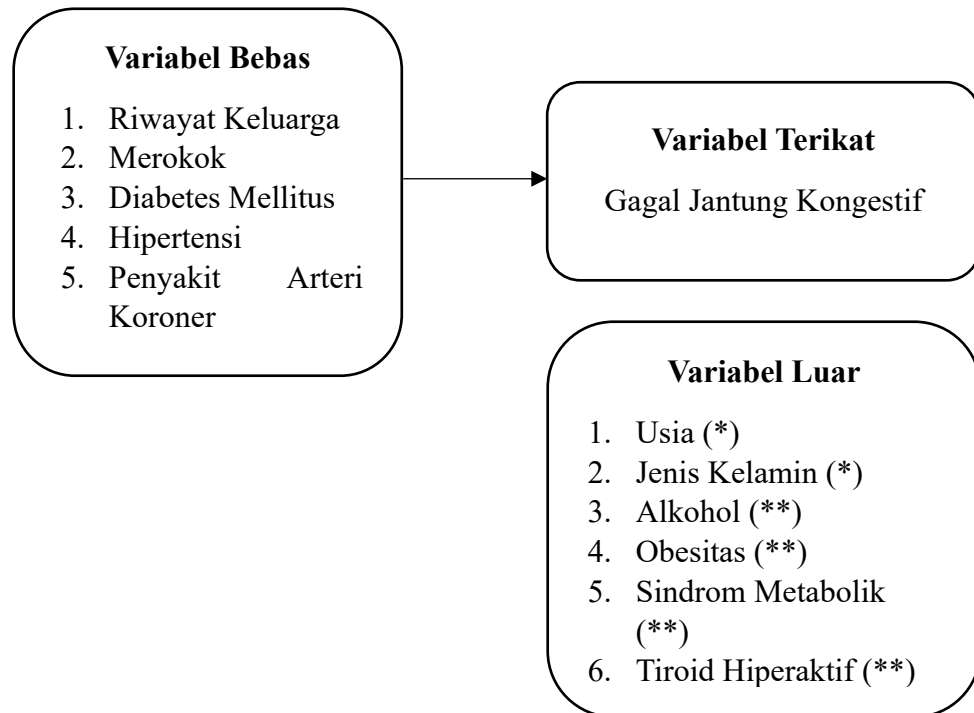 Variabel Bebas
1. Riwayat Keluarga
2. Merokok
3. Diabetes Mellitus
4. Hipertensi
5. Penyakit Arteri
Koroner
Variabel Terikat
Gagal Jantung Kongestif
Variabel Luar
1. Usia (*)
2. Jenis Kelamin (*)
3. Alkohol (**)
4. Obesitas (**)
5. Sindrom Metabolik
(**)
6. Tiroid Hiperaktif (**)